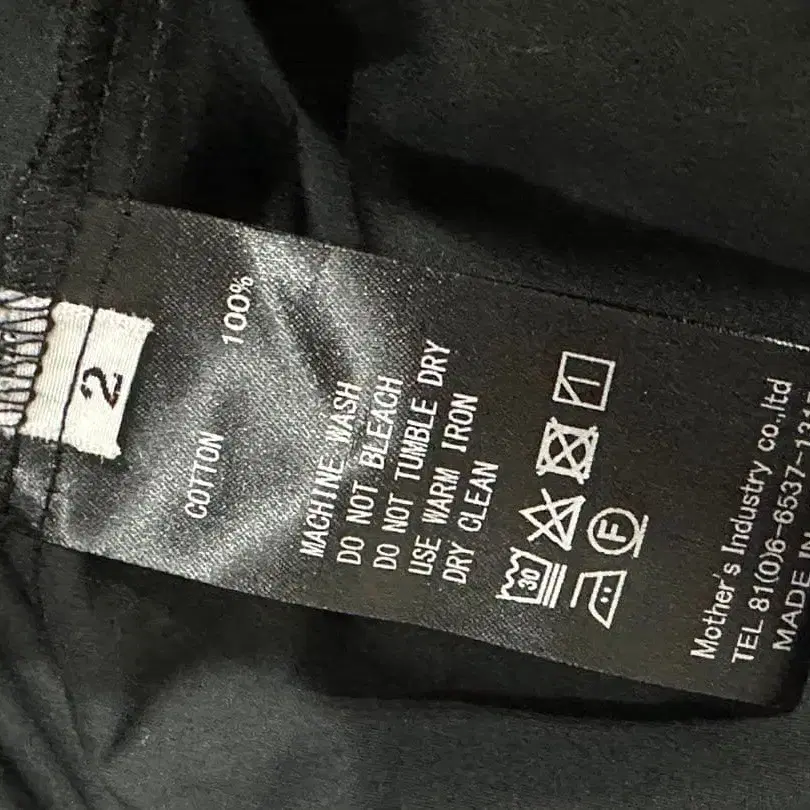 2
COTTON 100%
MACHINE WASH
DO NOT BLEACH
DO NOT TUMBLE DRY
USE WARM IRON
DRY CLEAN
30
F
Mother's Industry co.,ltd
TEL 81(0)6-6537-13
MADE IN